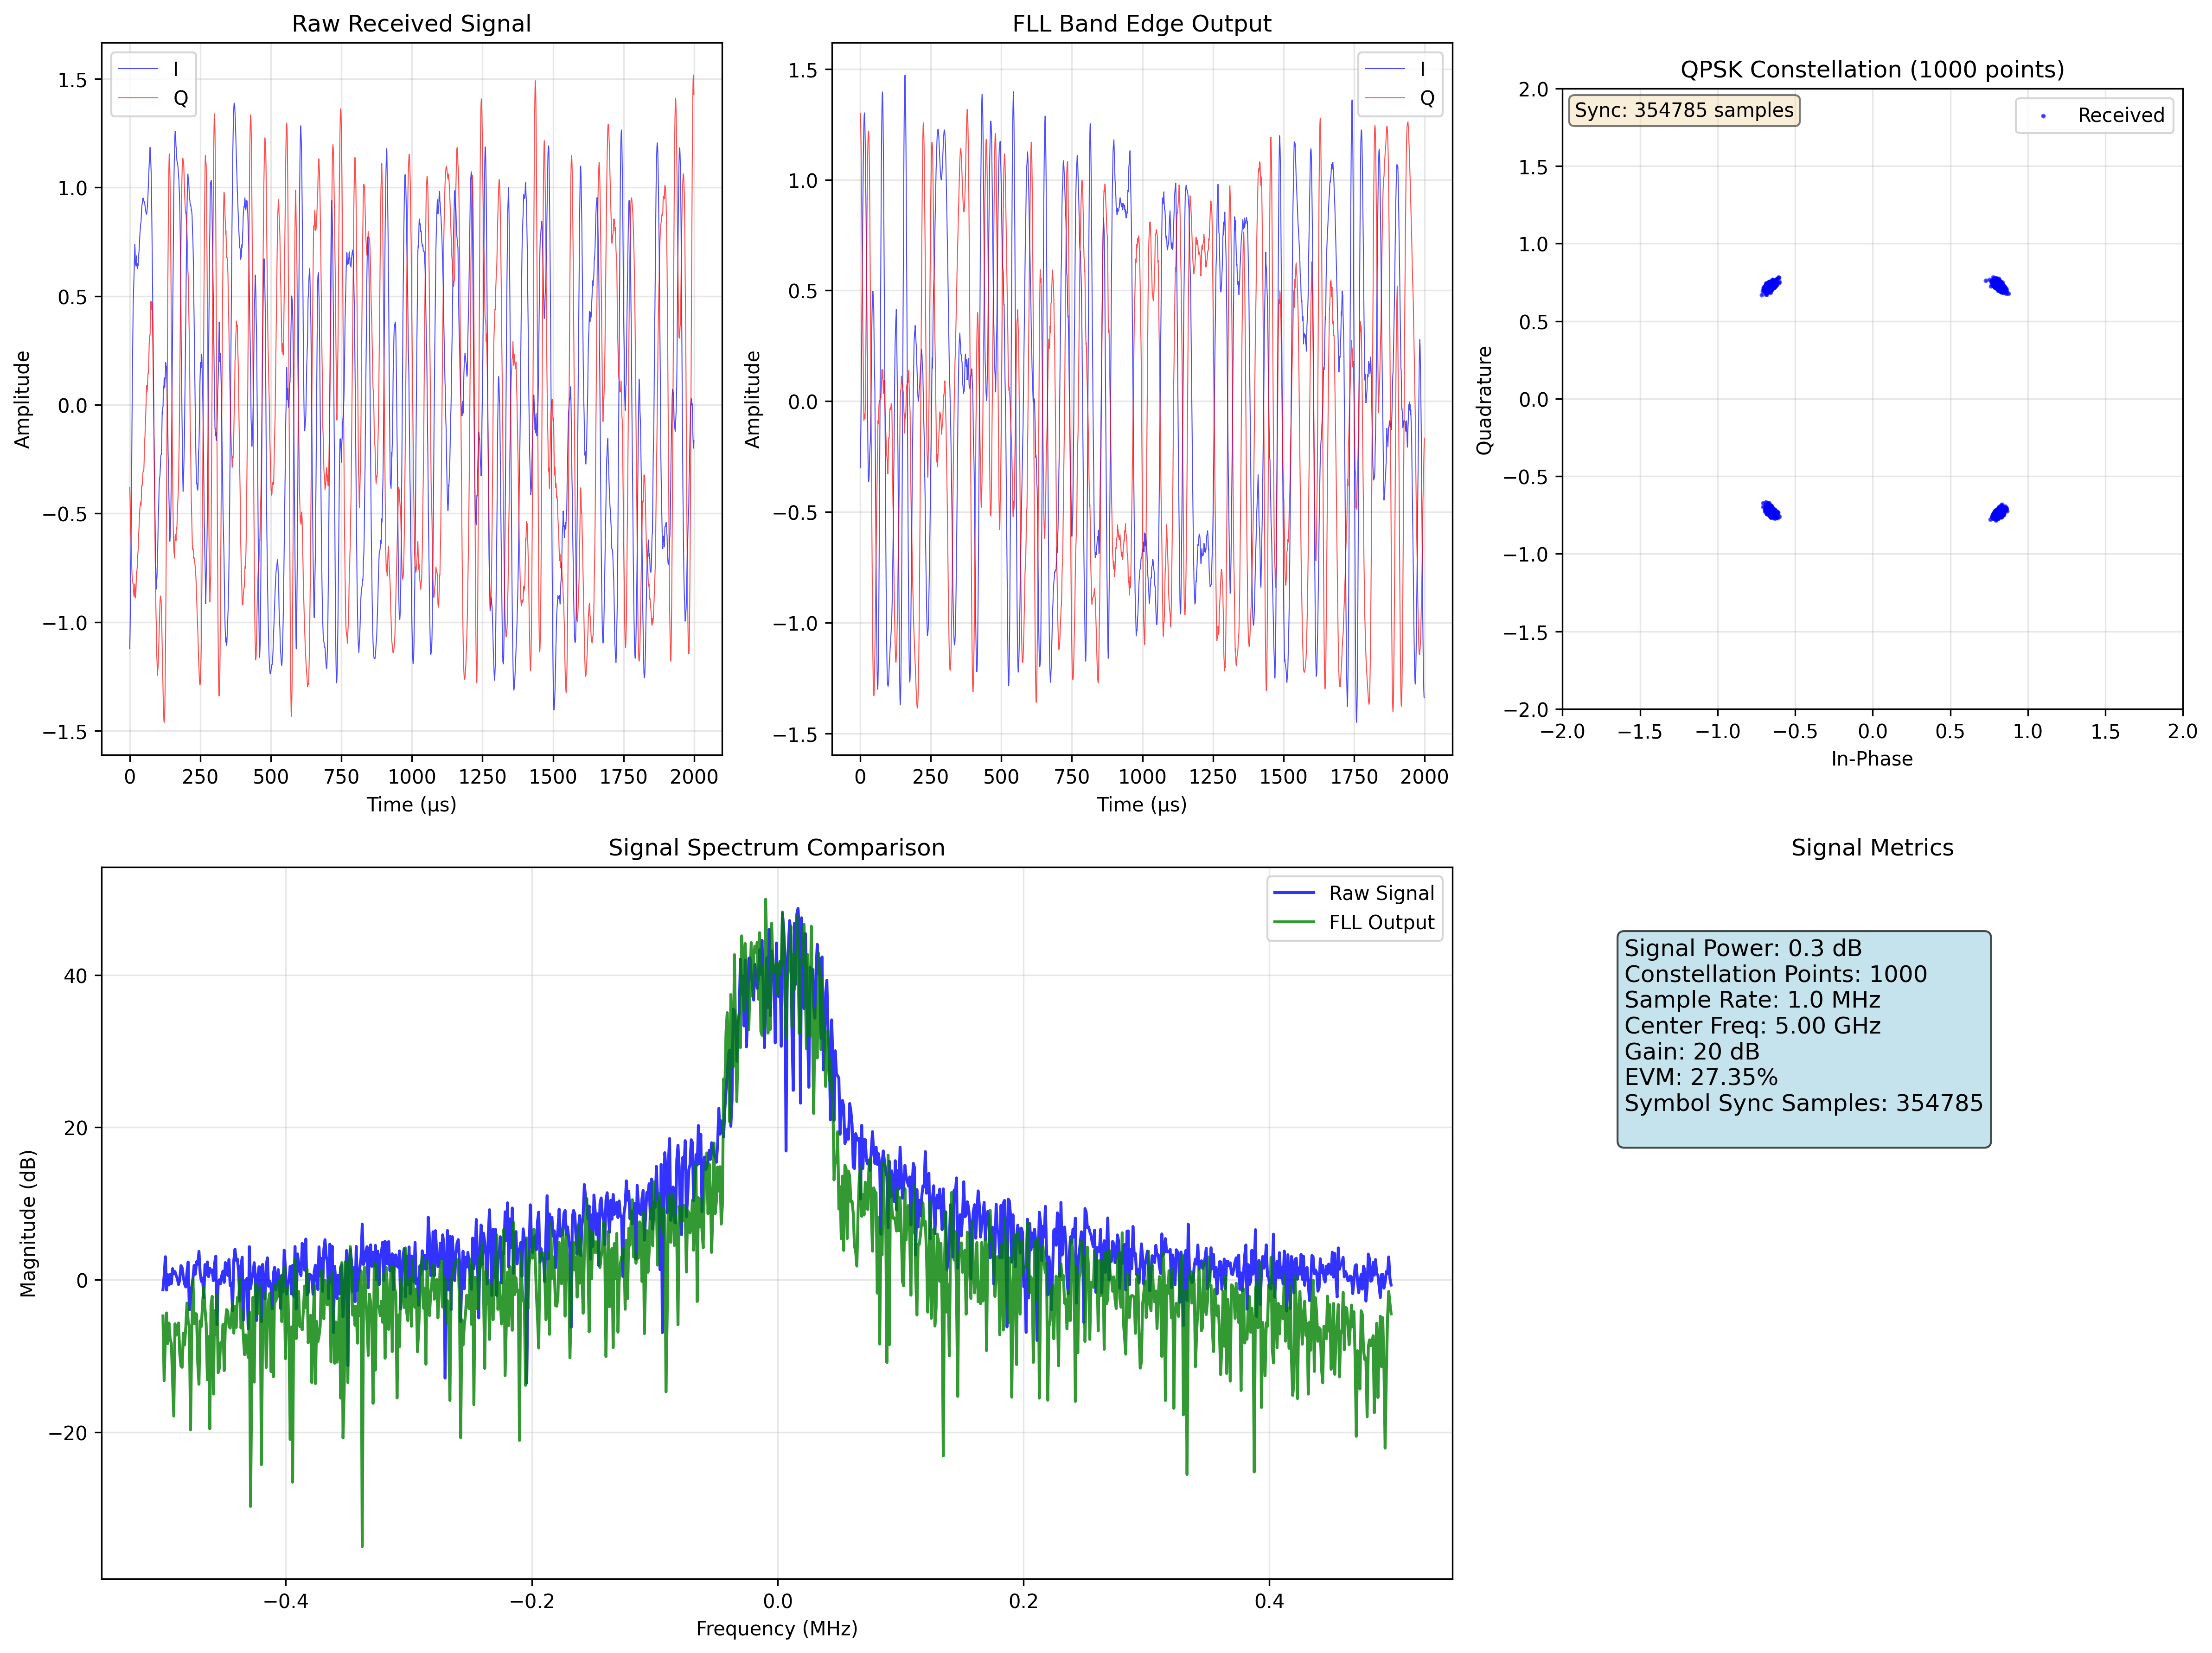 Raw Received Signal
I
Q
1.5
1.0
0.5
0.0
−0.5
−1.0
−1.5
Amplitude
0 250 500 750 1000 1250 1500 1750 2000
Time (μs)
FLL Band Edge Output
I
Q
1.5
1.0
0.5
0.0
−0.5
−1.0
−1.5
Amplitude
0 250 500 750 1000 1250 1500 1750 2000
Time (μs)
QPSK Constellation (1000 points)
Sync: 354785 samples
Received
2.0
1.5
1.0
0.5
0.0
−0.5
−1.0
−1.5
−2.0
Quadrature
−2.0 −1.5 −1.0 −0.5 0.0 0.5 1.0 1.5 2.0
In-Phase
Signal Spectrum Comparison
Raw Signal
FLL Output
40
20
0
−20
Magnitude (dB)
−0.4 −0.2 0.0 0.2 0.4
Frequency (MHz)
Signal Metrics
Signal Power: 0.3 dB
Constellation Points: 1000
Sample Rate: 1.0 MHz
Center Freq: 5.00 GHz
Gain: 20 dB
EVM: 27.35%
Symbol Sync Samples: 354785